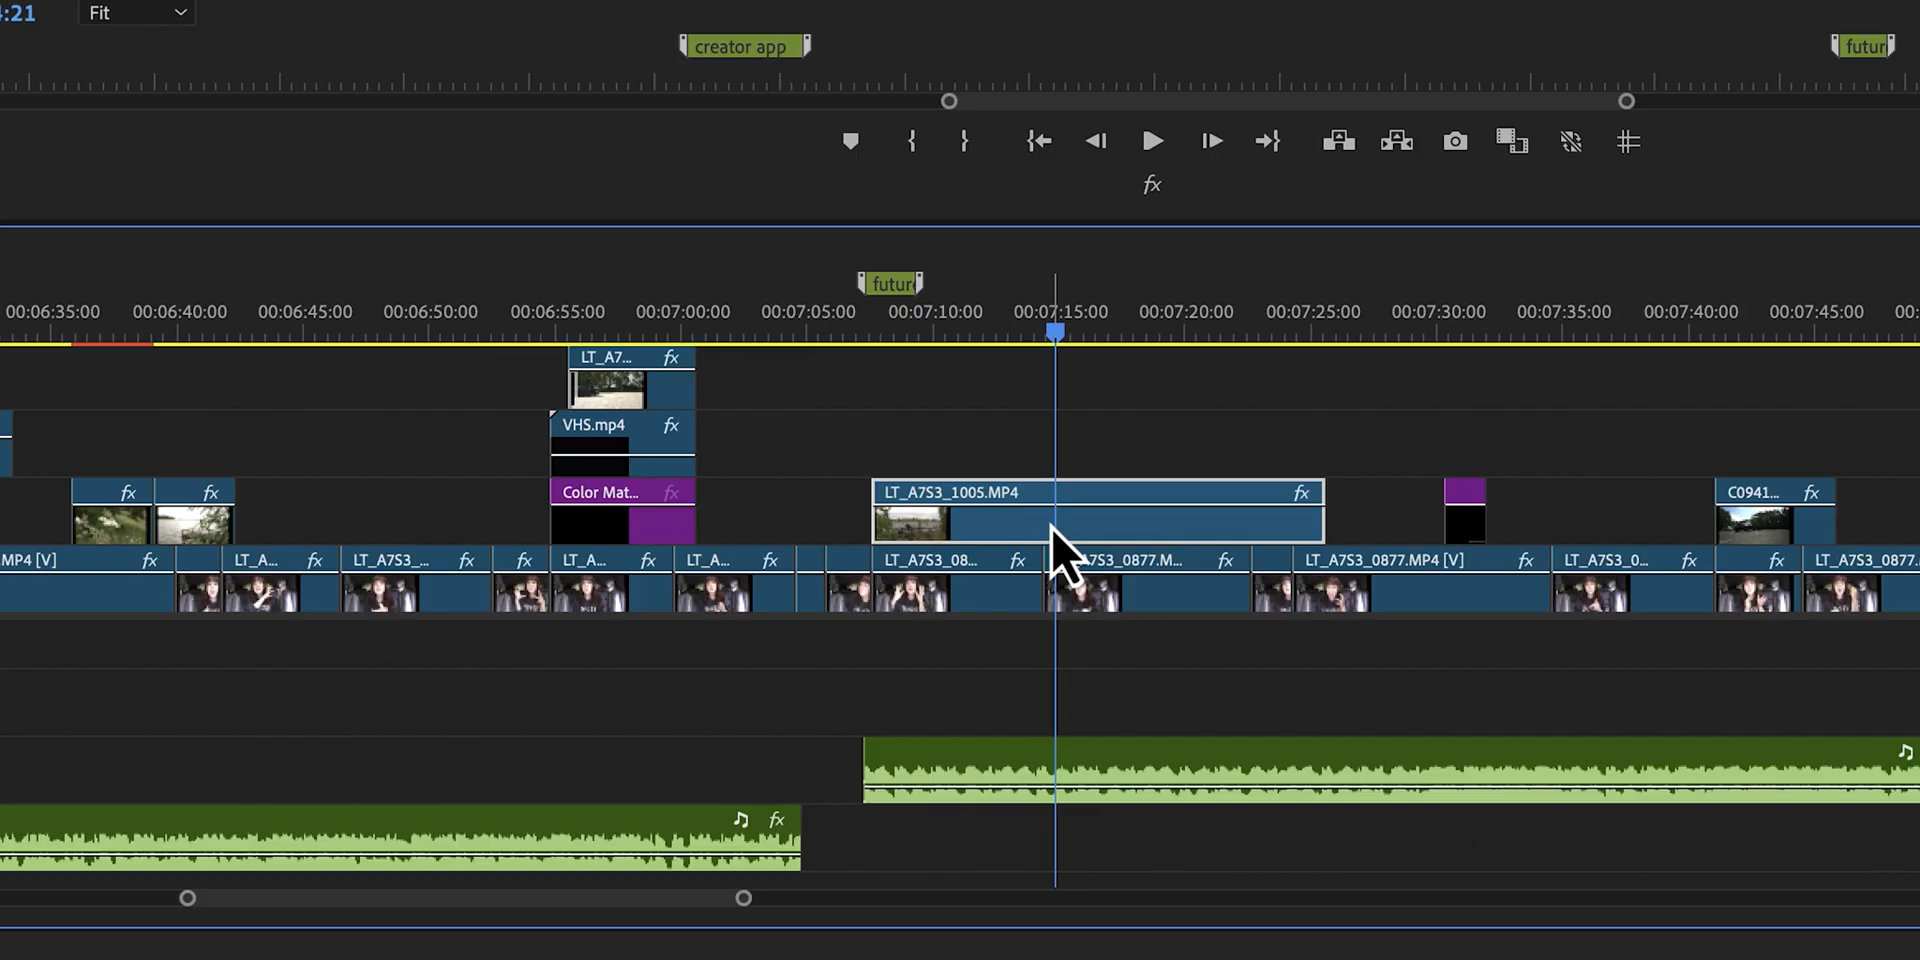 :21 Fit
creator app
futur
fx
futur
00:06:35:00 00:06:40:00 00:06:45:00 00:06:50:00 00:06:55:00 00:07:00:00 00:07:05:00 00:07:10:00 00:07:15:00 00:07:20:00 00:07:25:00 00:07:30:00 00:07:35:00 00:07:40:00 00:07:45:00 00:
LT_A7... fx
VHS.mp4 fx
fx fx Color Mat... fx LT_A7S3_1005.MP4 fx C0941... fx
.MP4 [V] fx LT_A... fx LT_A7S3_... fx fx LT_A... fx LT_A... fx LT_A7S3_08... fx 7S3_0877.M... fx LT_A7S3_0877.MP4 [V] fx LT_A7S3_0... fx fx LT_A7S3_0877.
fx